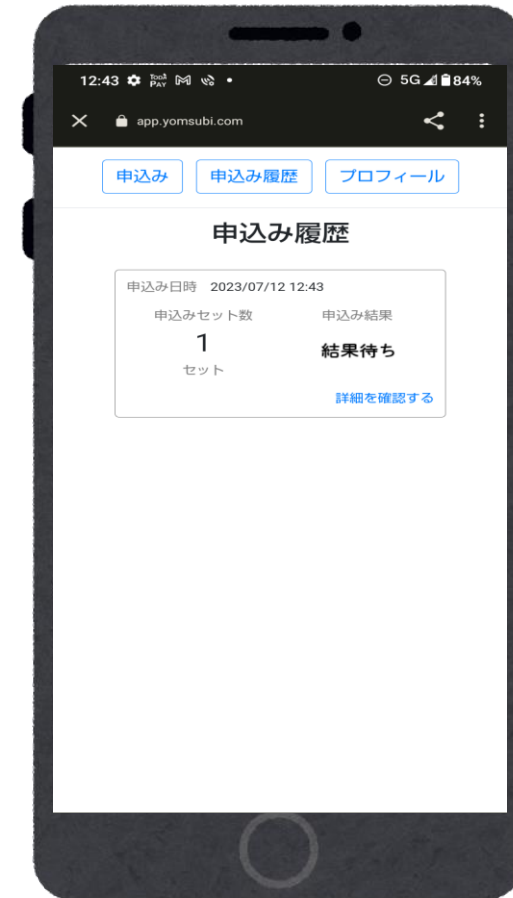 12:43 TOOP PAY 5G 84%
app.yomsubi.com
申込み 申込み履歴 プロフィール
申込み履歴
申込み日時 2023/07/12 12:43
申込みセット数 申込み結果
1 結果待ち
セット
詳細を確認する